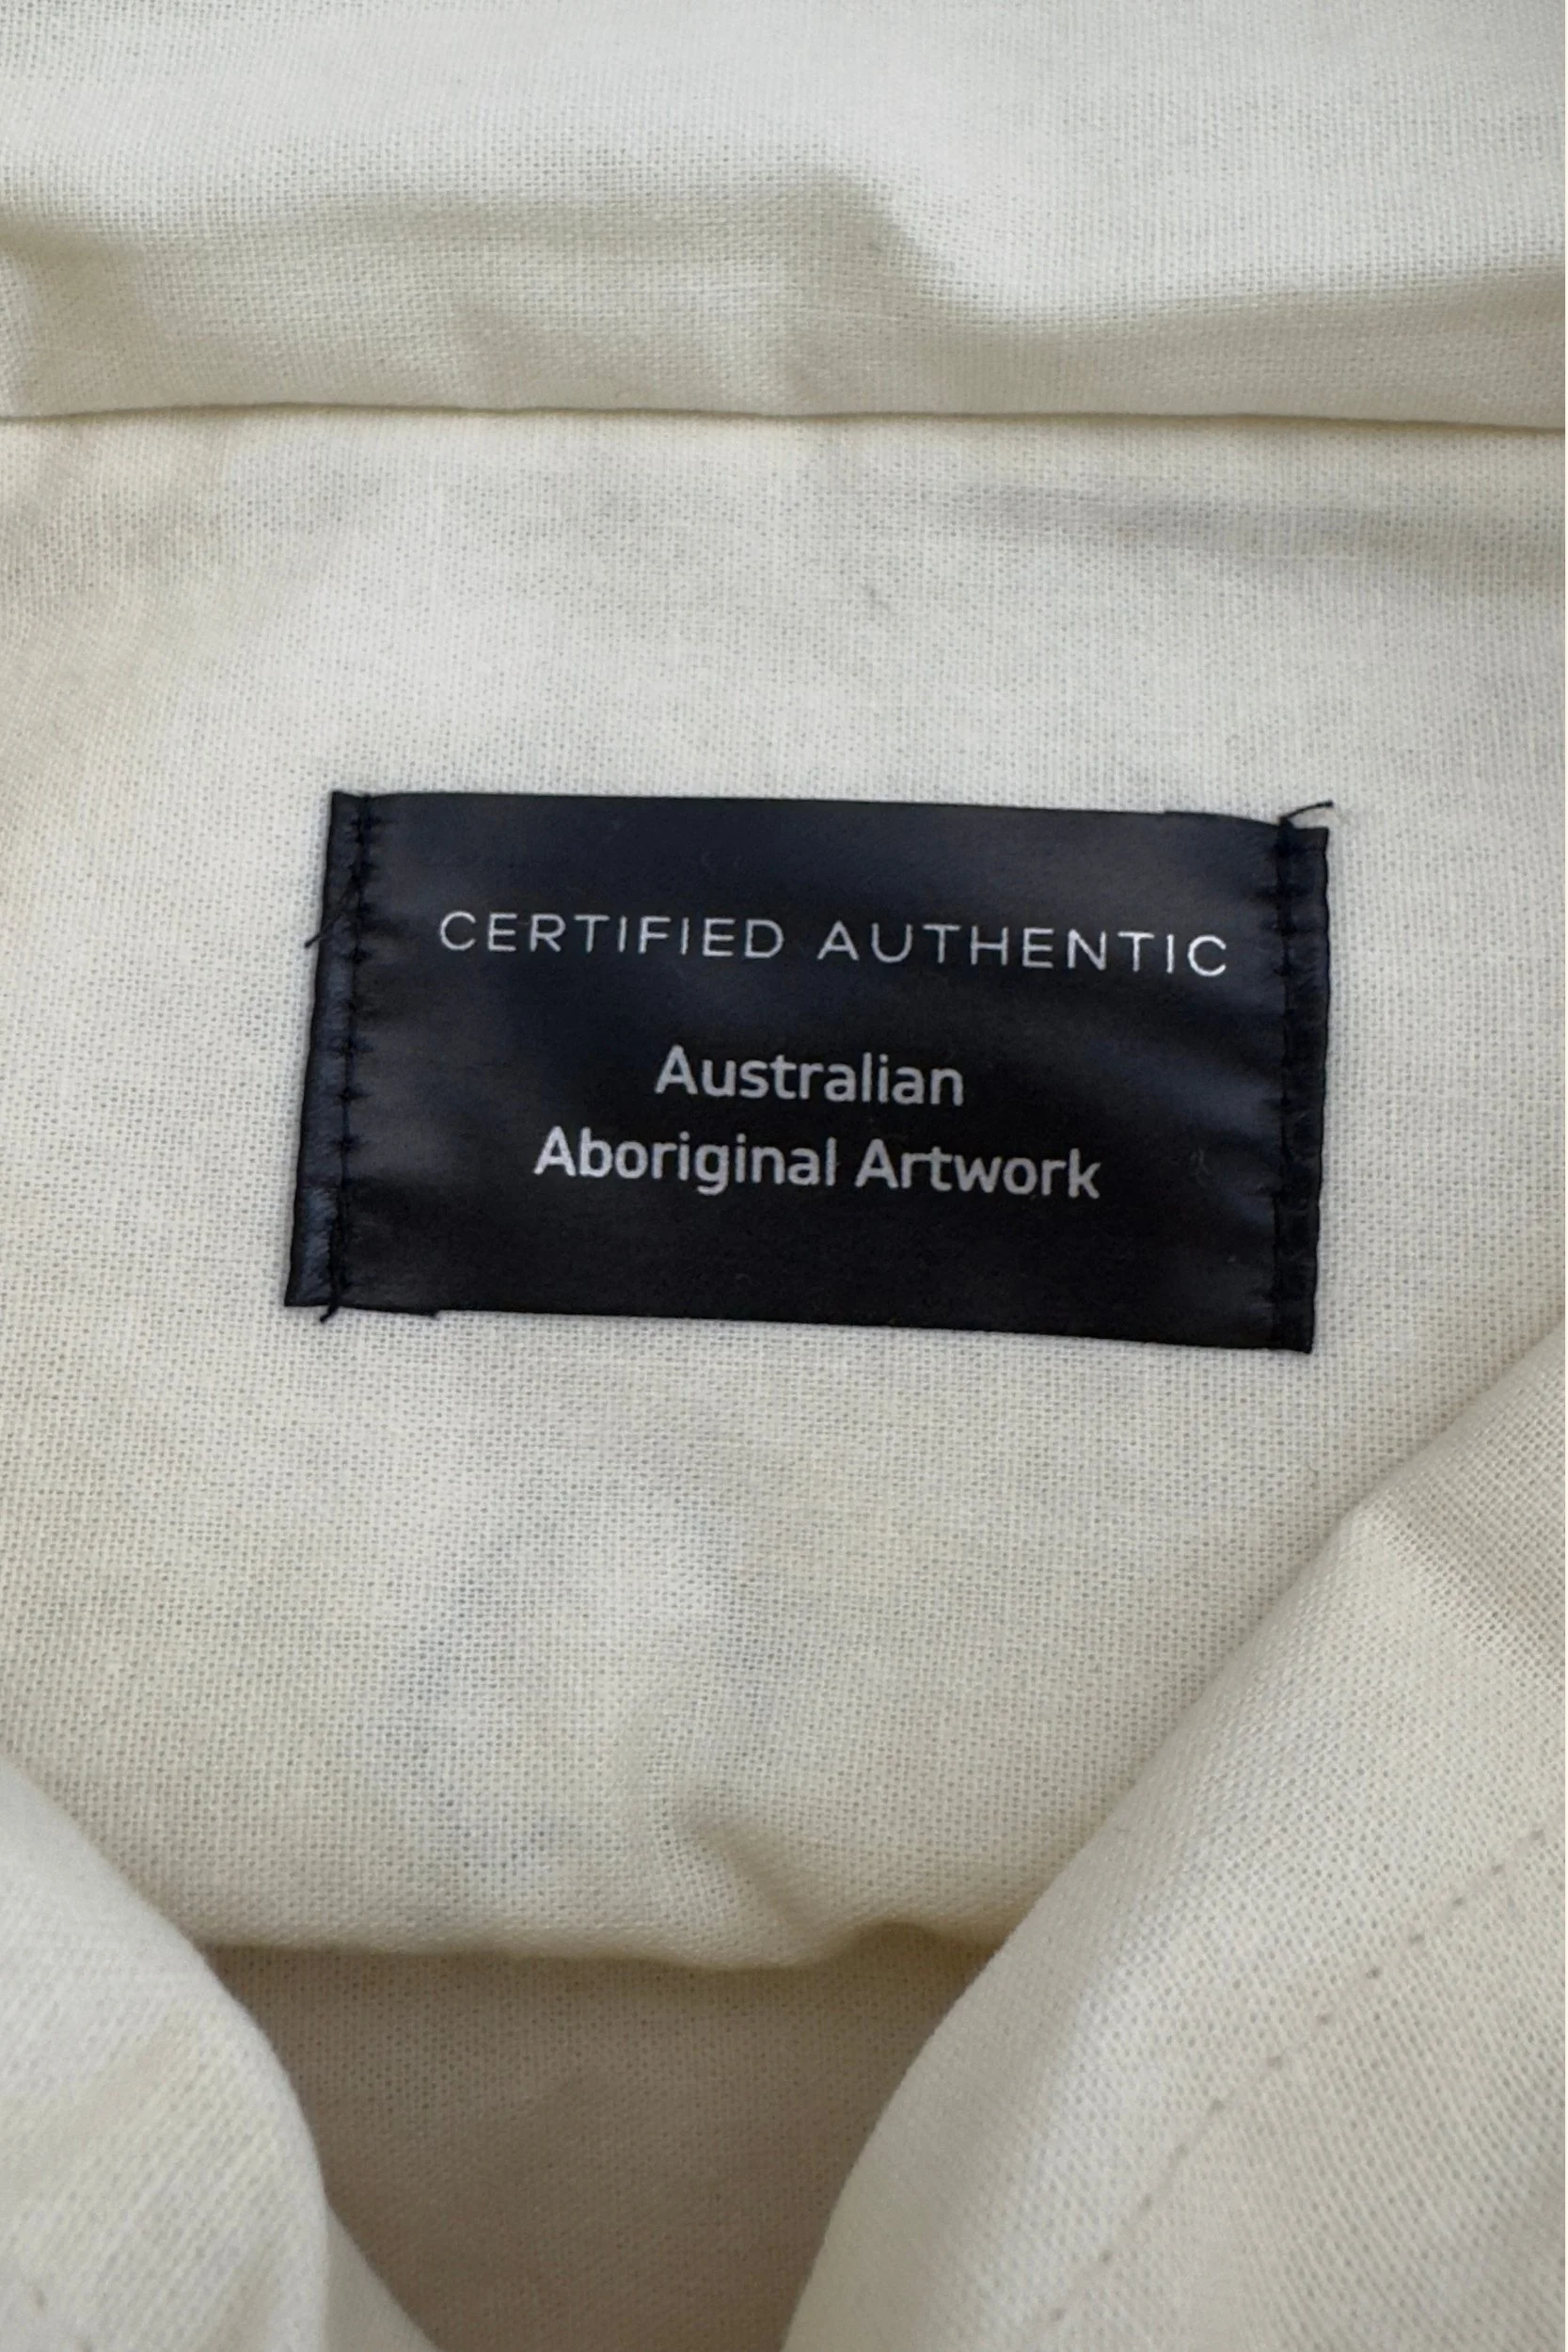 CERTIFIED AUTHENTIC
Australian
Aboriginal Artwork